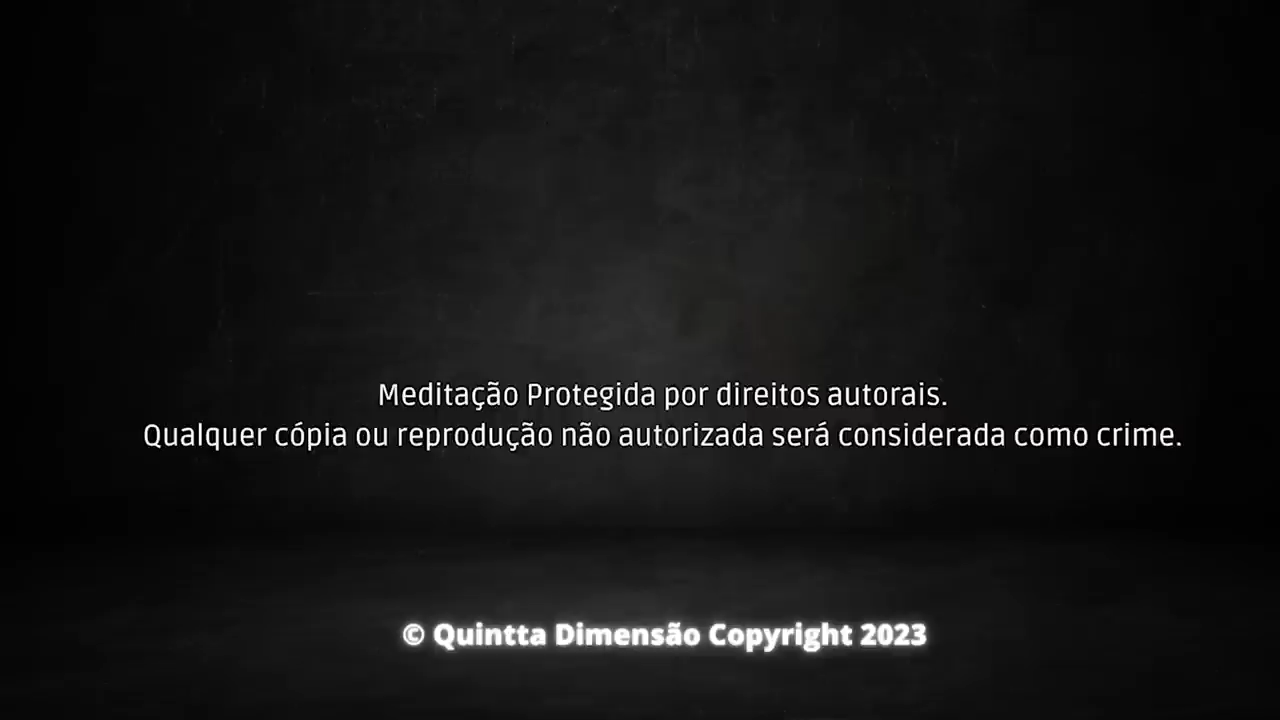 Meditação Protegida por direitos autorais.
Qualquer cópia ou reprodução não autorizada será considerada como crime.
© Quintta Dimensão Copyright 2023